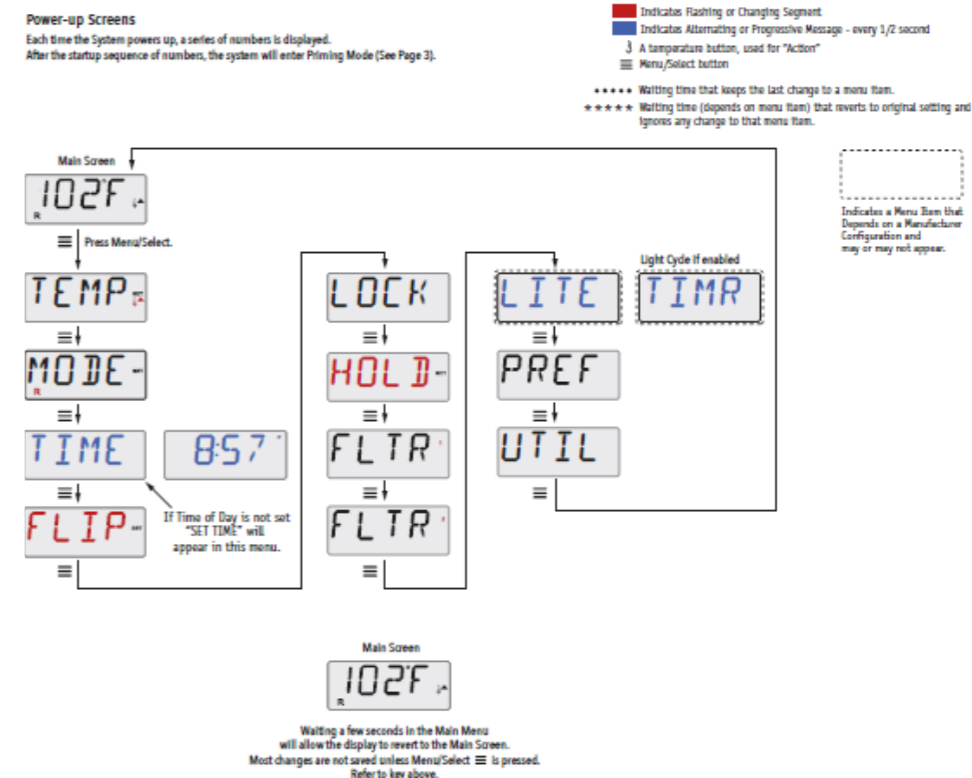 Power-up Screens
Each time the System powers up, a series of numbers is displayed.
After the startup sequence of numbers, the system will enter Priming Mode (See Page 3).
Indicates Flashing or Changing Segment
Indicates Alternating or Progressive Message - every 1/2 second
A temperature button, used for "Action"
Menu/Select button
••••• Waiting time that keeps the last change to a menu item.
***** Waiting time (depends on menu item) that reverts to original setting and
ignores any change to that menu item.
Main Screen
102°F
R
Press Menu/Select.
TEMP
MODE
R
TIME
8:57
If Time of Day is not set
"SET TIME" will
appear in this menu.
FLIP
LOCK
HOLD
FLTR
FLTR
LITE
Light Cycle If enabled
TIMR
PREF
UTIL
Indicates a Menu Item that
Depends on a Manufacturer
Configuration and
may or may not appear.
Main Screen
102°F
R
Waiting a few seconds in the Main Menu
will allow the display to revert to the Main Screen.
Most changes are not saved unless Menu/Select ☰ is pressed.
Refer to key above.